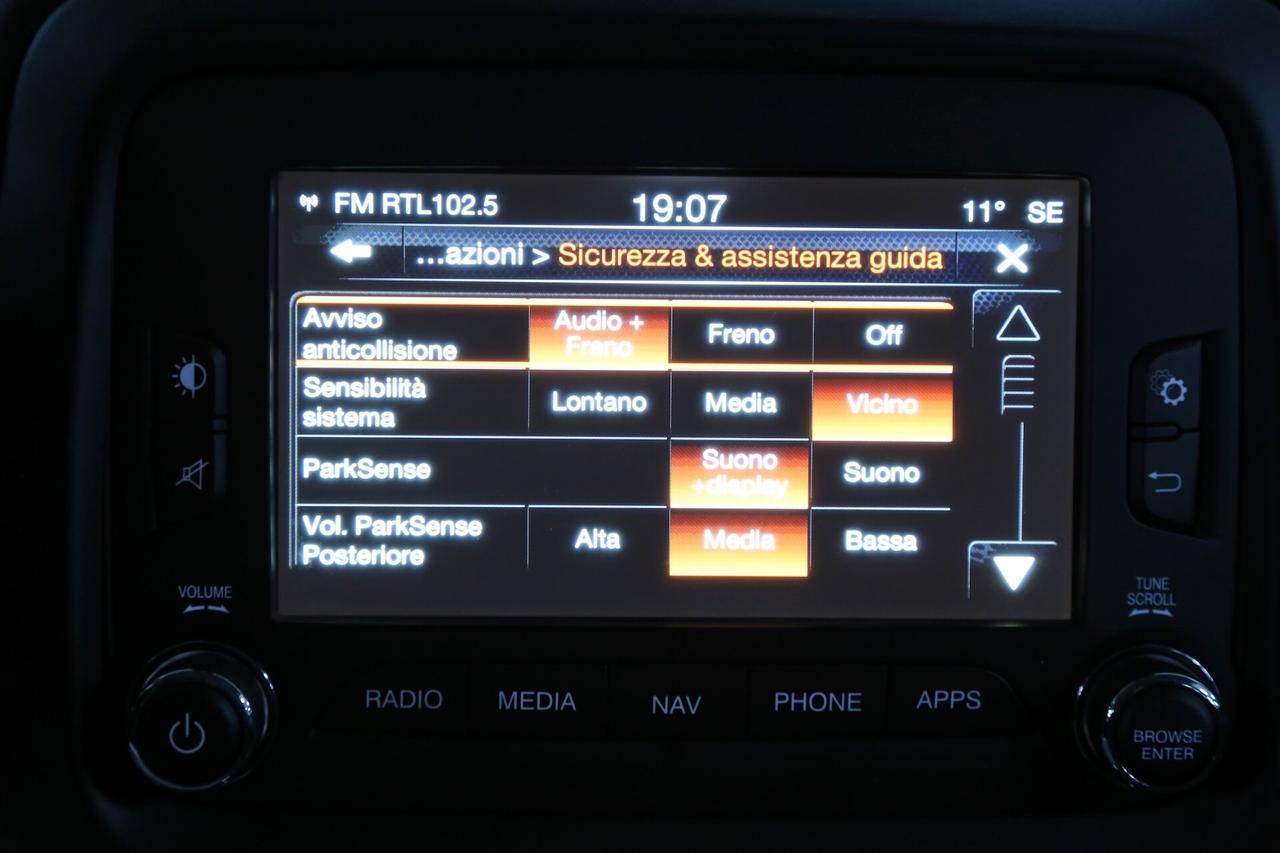 FM RTL102.5 19:07 11° SE
...azioni > Sicurezza & assistenza guida
Avviso
anticollisione
Audio +
Freno
Freno
Off
Sensibilità
sistema
Lontano
Media
Vicino
ParkSense
Suono
+display
Suono
Vol. ParkSense
Posteriore
Alta
Media
Bassa
VOLUME
TUNE
SCROLL
RADIO
MEDIA
NAV
PHONE
APPS
BROWSE
ENTER